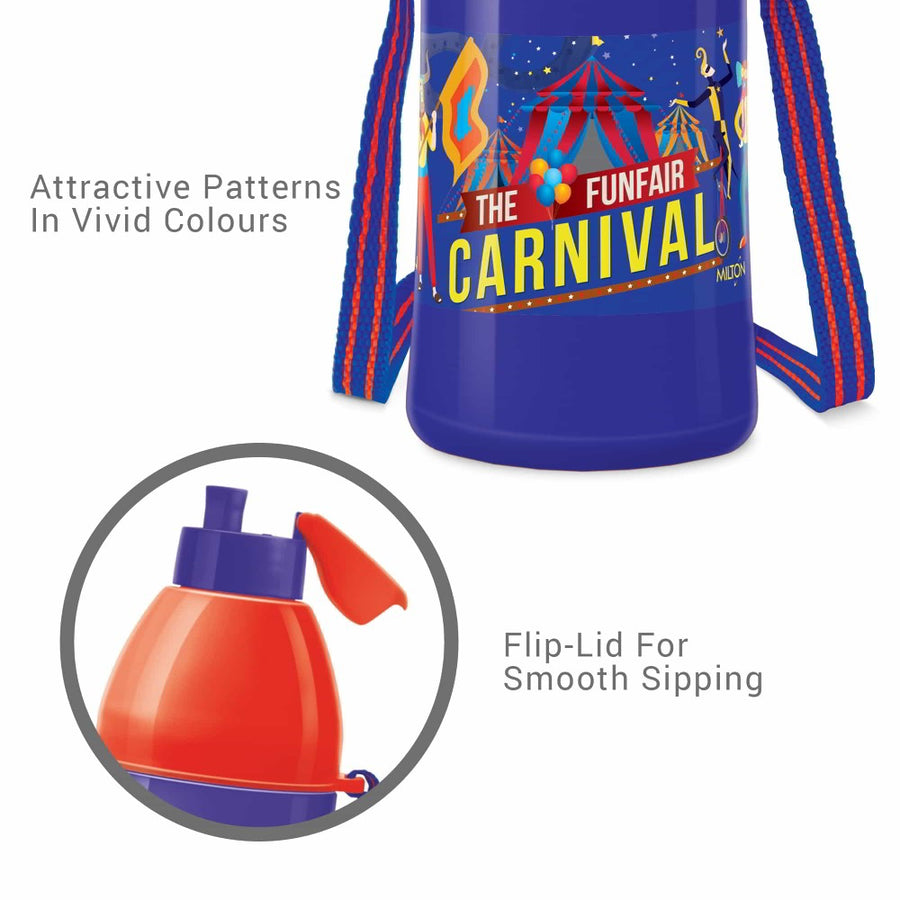 Attractive Patterns
In Vivid Colours
THE FUNFAIR
CARNIVAL
MILTON
Flip-Lid For
Smooth Sipping